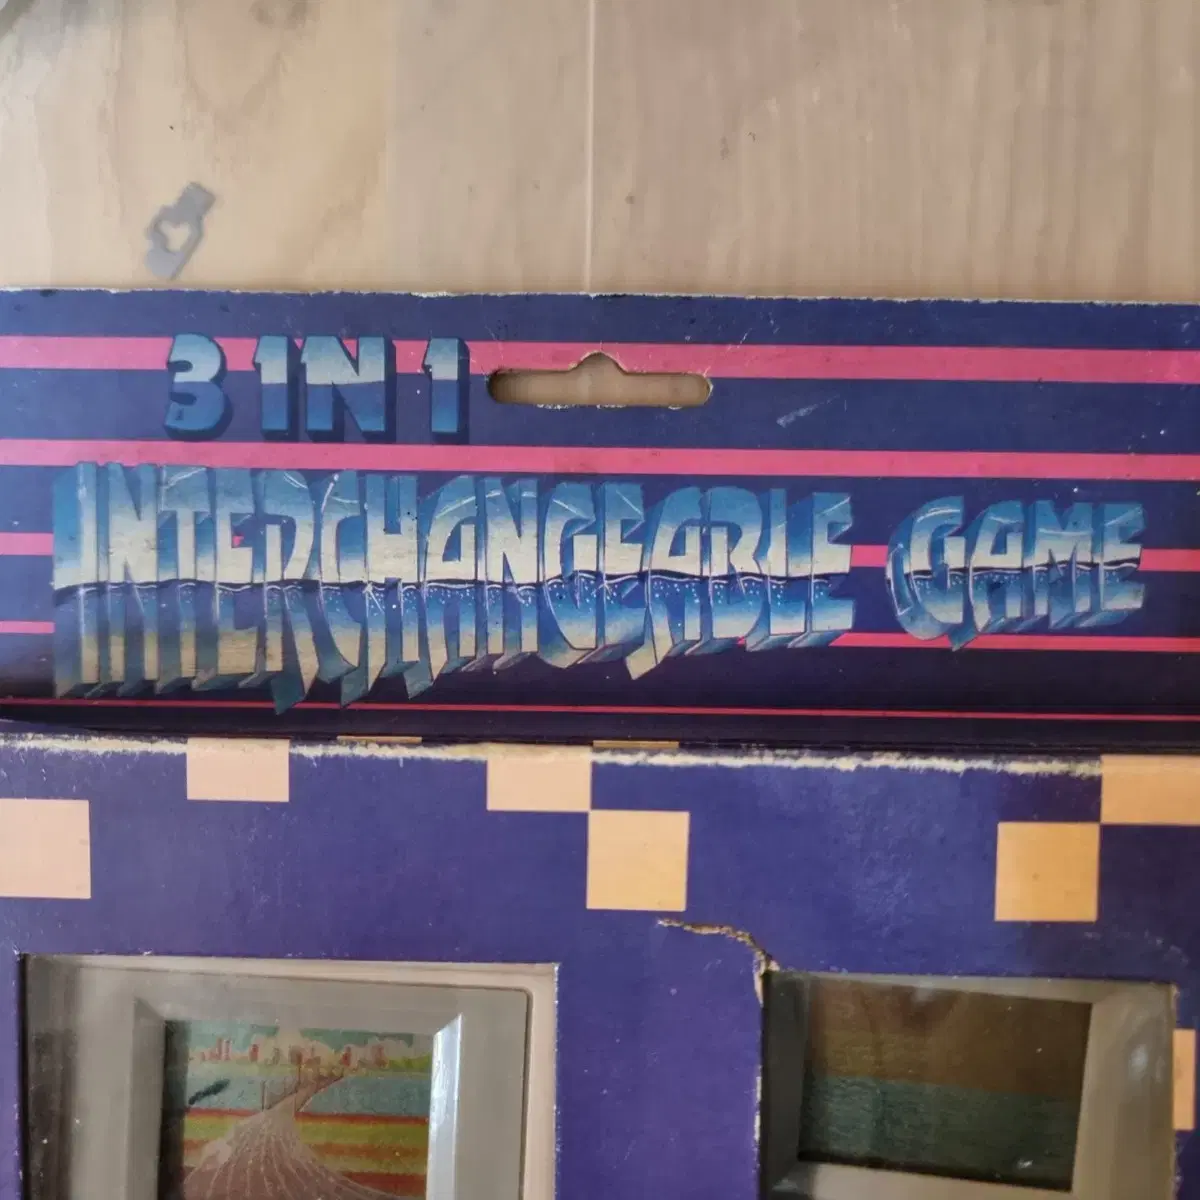 3 IN 1
INTERCHANGEABLE GAME